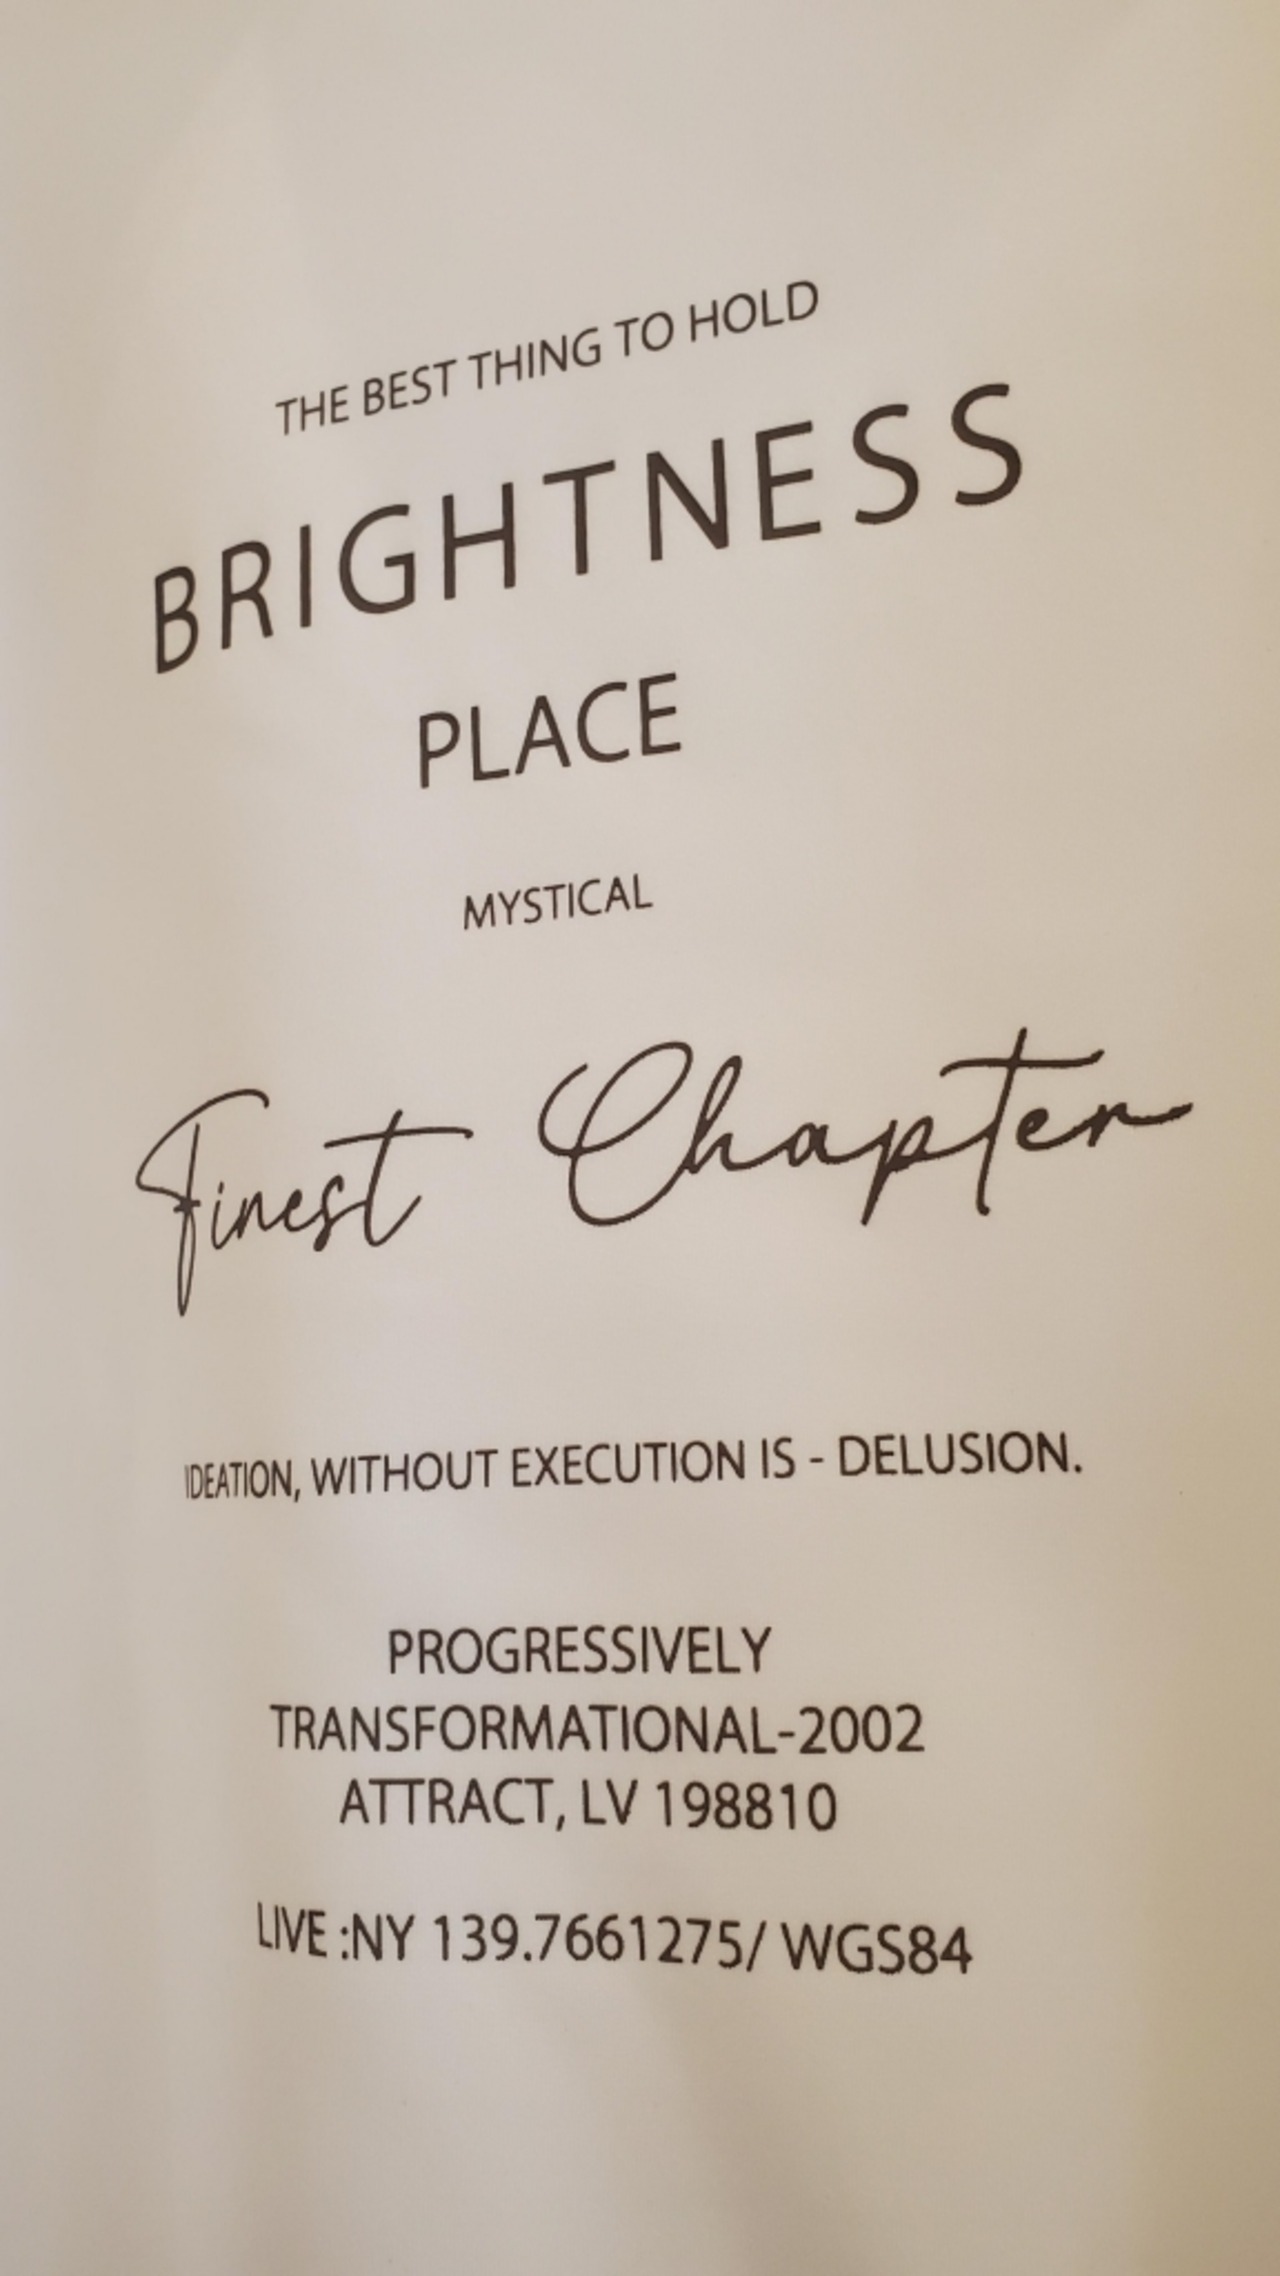 THE BEST THING TO HOLD
BRIGHTNESS
PLACE
MYSTICAL
Finest Chapter
IDEATION, WITHOUT EXECUTION IS - DELUSION.
PROGRESSIVELY
TRANSFORMATIONAL-2002
ATTRACT, LV 198810
LIVE :NY 139.7661275/ WGS84